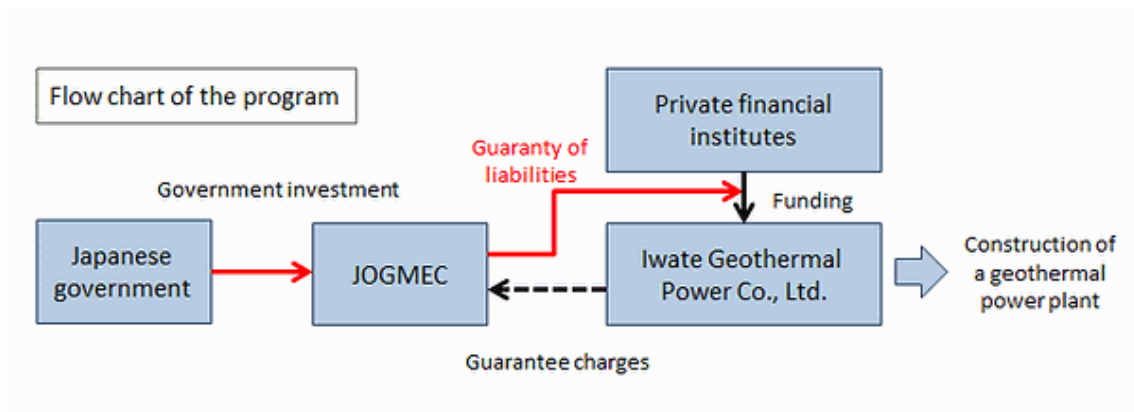 Flow chart of the program
Private financial
institutes
Guaranty of
liabilities
Government investment
Funding
Japanese
government
JOGMEC
Iwate Geothermal
Power Co., Ltd.
Construction of
a geothermal
power plant
Guarantee charges